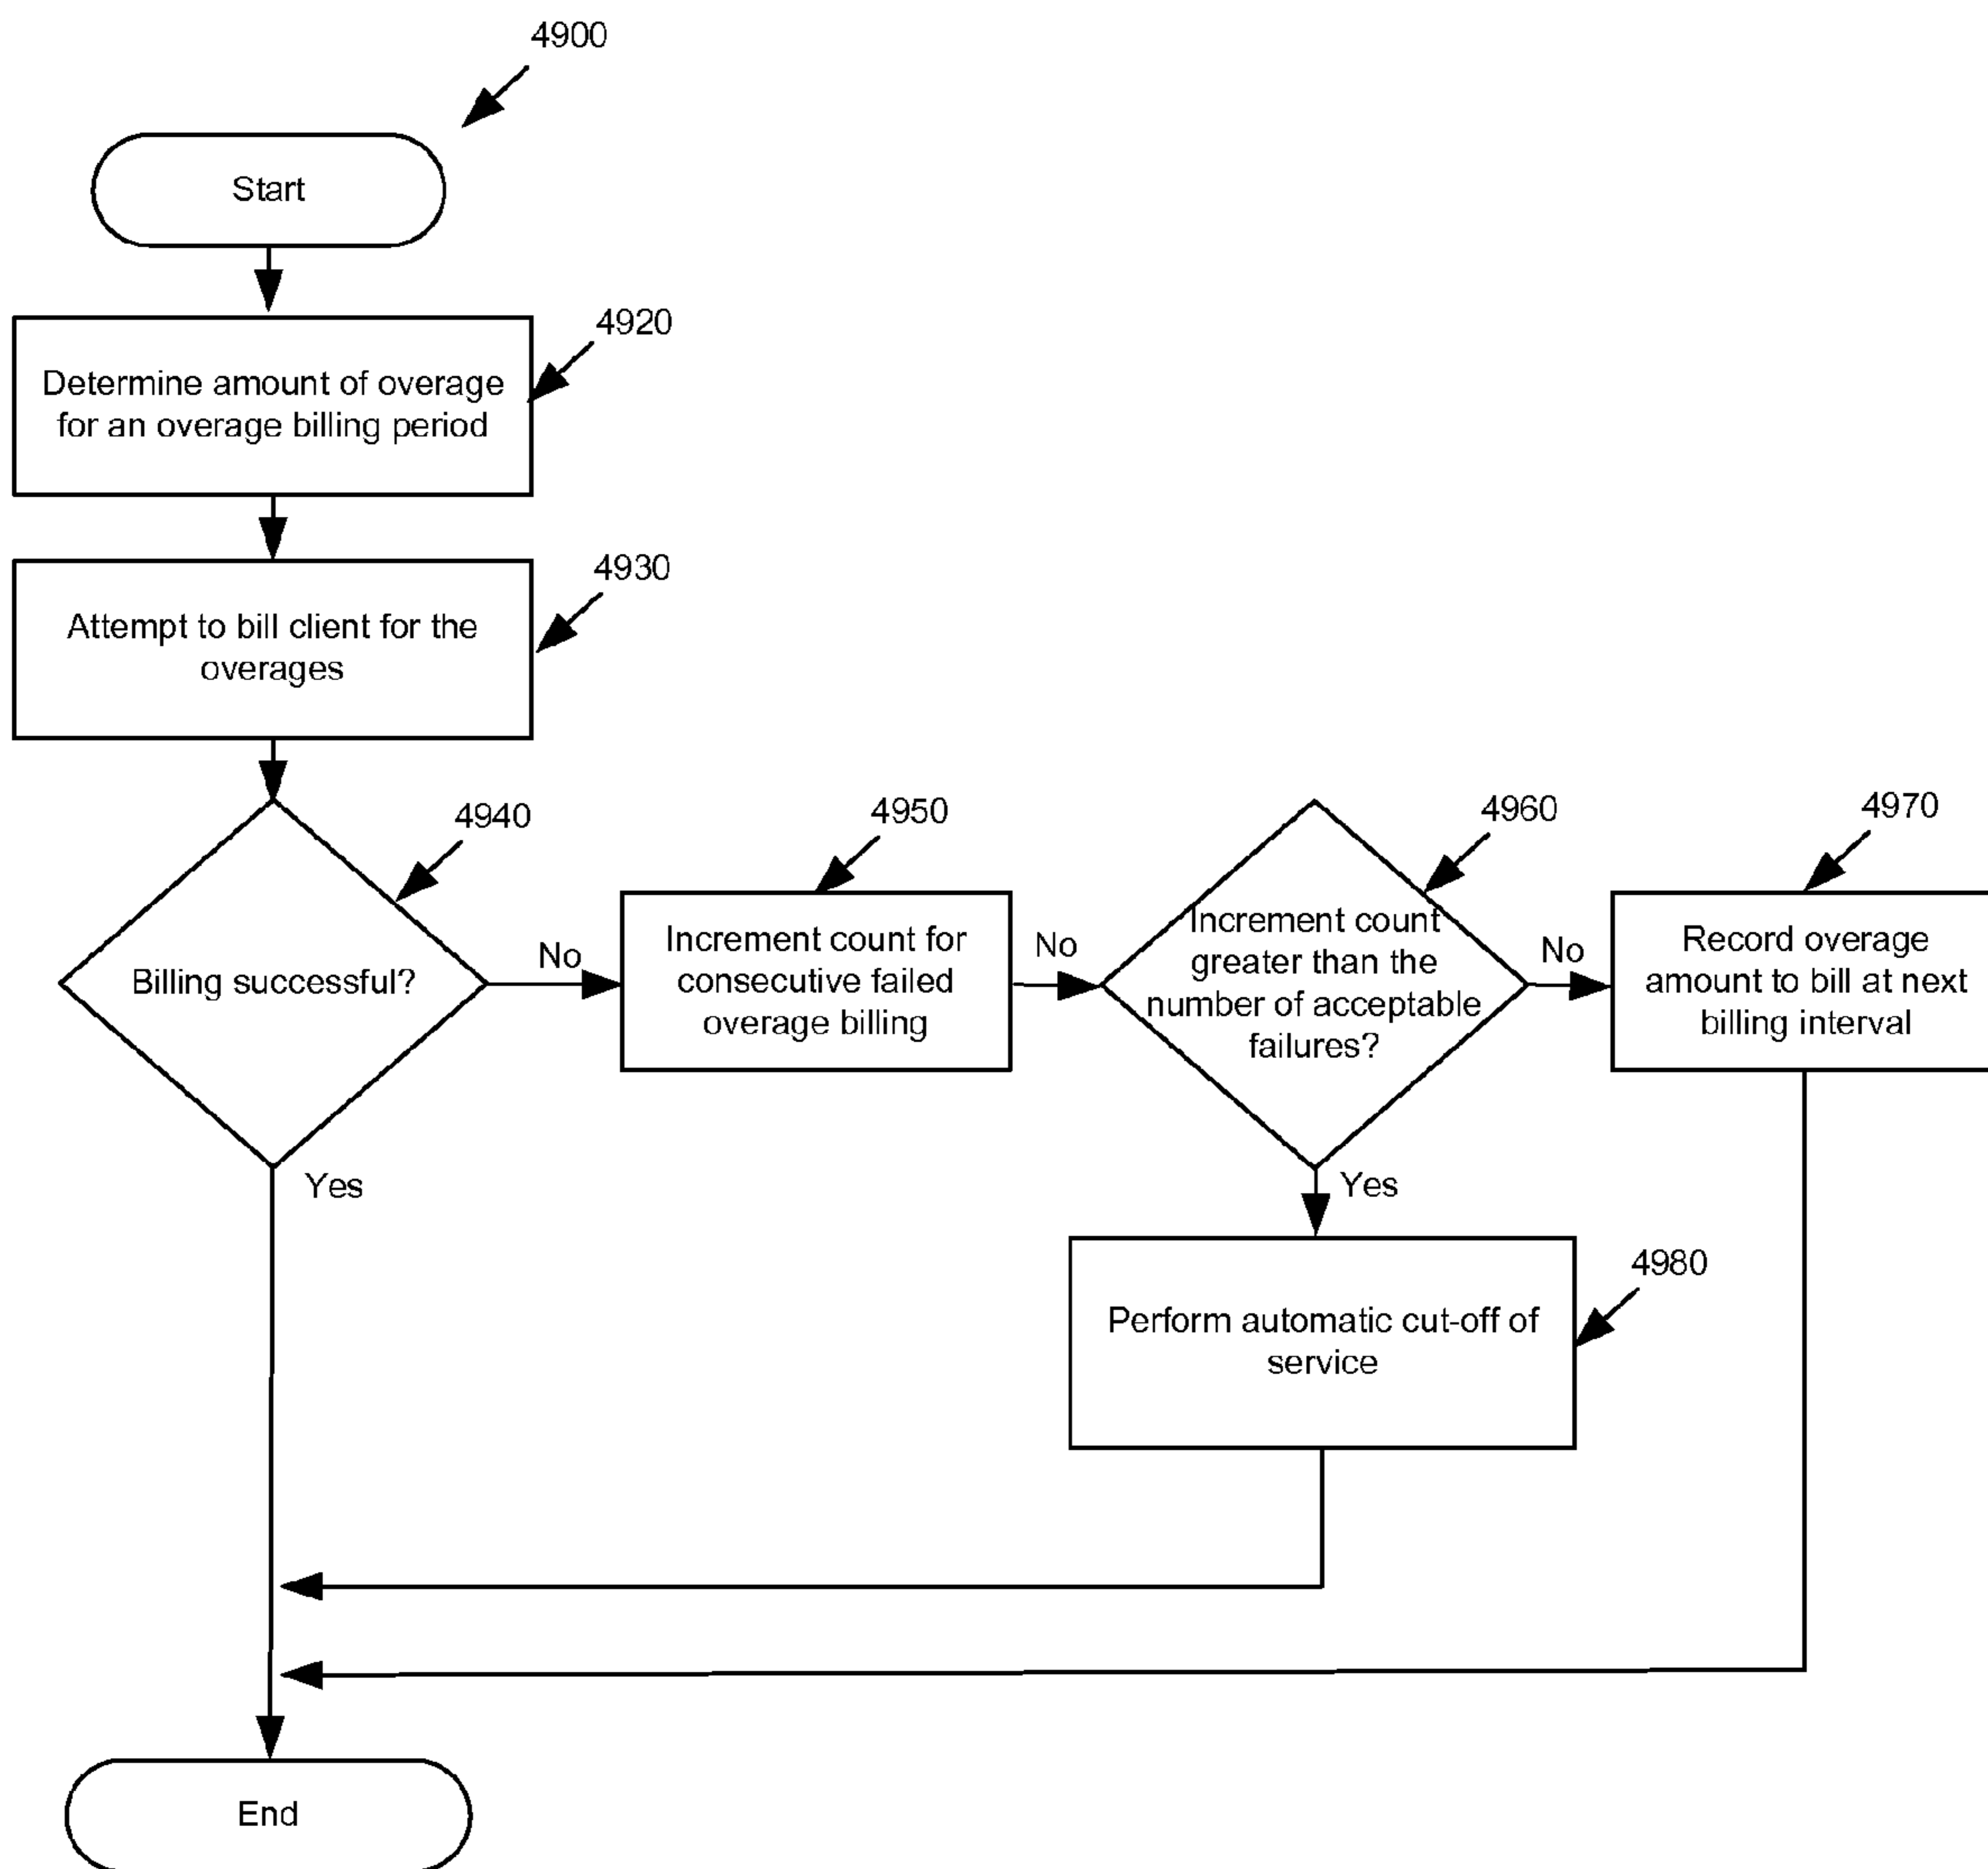 4900
Start
4920
Determine amount of overage
for an overage billing period
4930
Attempt to bill client for the
overages
4940
Billing successful?
No
Yes
4950
Increment count for
consecutive failed
overage billing
No
4960
Increment count
greater than the
number of acceptable
failures?
No
Yes
4970
Record overage
amount to bill at next
billing interval
4980
Perform automatic cut-off of
service
End